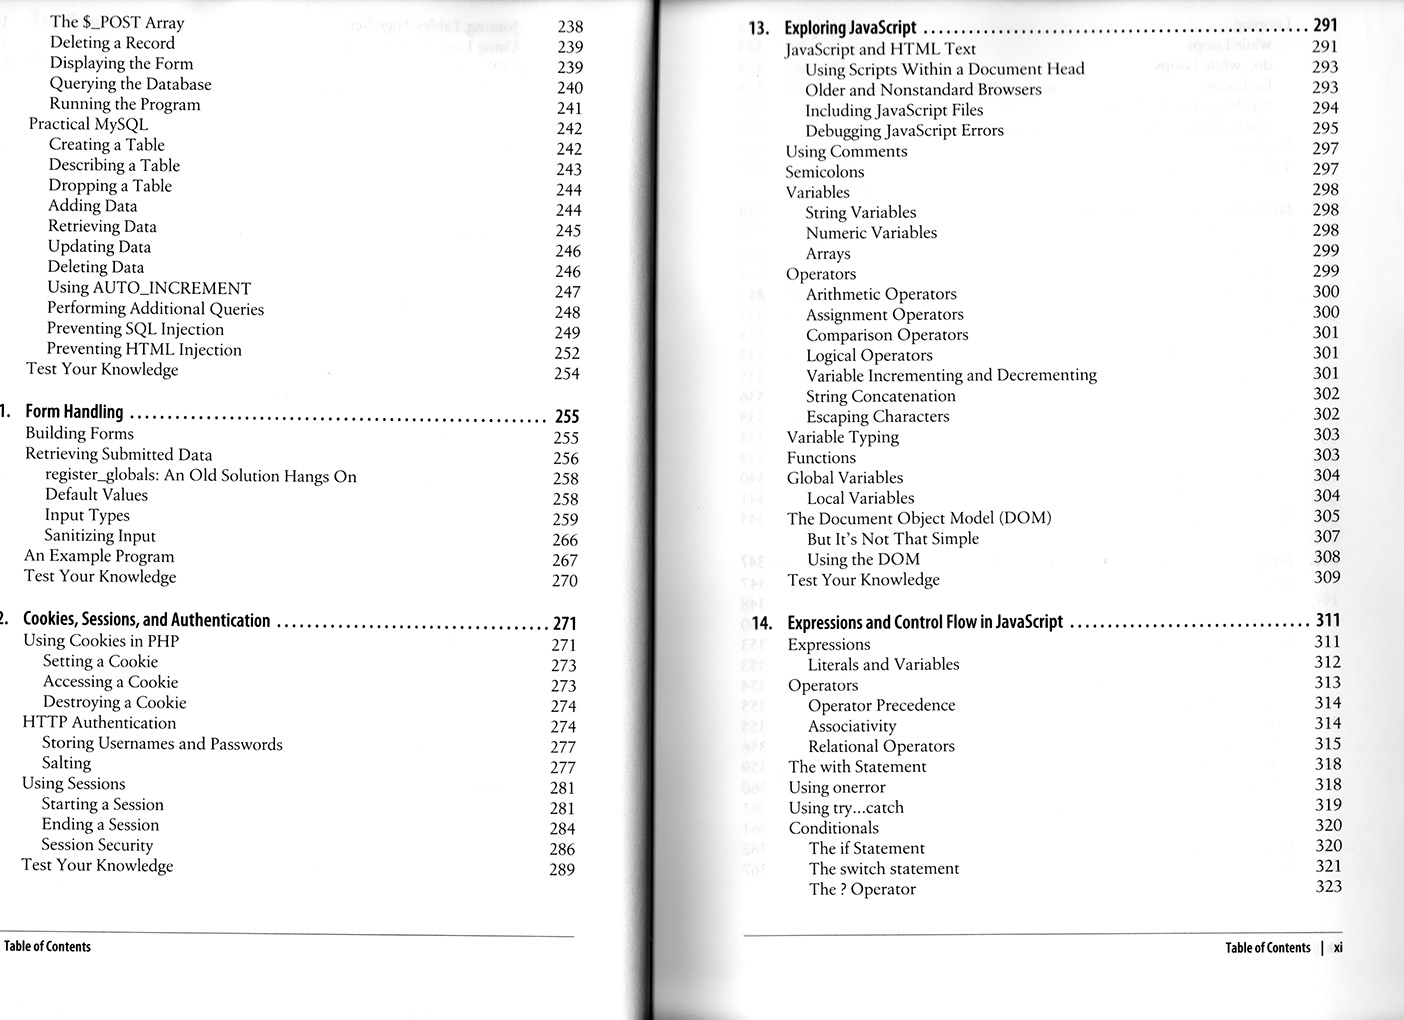 The $_POST Array 238
Deleting a Record 239
Displaying the Form 239
Querying the Database 240
Running the Program 241
Practical MySQL 242
Creating a Table 242
Describing a Table 243
Dropping a Table 244
Adding Data 244
Retrieving Data 245
Updating Data 246
Deleting Data 246
Using AUTO_INCREMENT 247
Performing Additional Queries 248
Preventing SQL Injection 249
Preventing HTML Injection 252
Test Your Knowledge 254
1. Form Handling 255
Building Forms 255
Retrieving Submitted Data 256
register_globals: An Old Solution Hangs On 258
Default Values 258
Input Types 259
Sanitizing Input 266
An Example Program 267
Test Your Knowledge 270
2. Cookies, Sessions, and Authentication 271
Using Cookies in PHP 271
Setting a Cookie 273
Accessing a Cookie 273
Destroying a Cookie 274
HTTP Authentication 274
Storing Usernames and Passwords 277
Salting 277
Using Sessions 281
Starting a Session 281
Ending a Session 284
Session Security 286
Test Your Knowledge 289
Table of Contents
13. Exploring JavaScript 291
JavaScript and HTML Text 291
Using Scripts Within a Document Head 293
Older and Nonstandard Browsers 293
Including JavaScript Files 294
Debugging JavaScript Errors 295
Using Comments 297
Semicolons 297
Variables 298
String Variables 298
Numeric Variables 298
Arrays 299
Operators 299
Arithmetic Operators 300
Assignment Operators 300
Comparison Operators 301
Logical Operators 301
Variable Incrementing and Decrementing 301
String Concatenation 302
Escaping Characters 302
Variable Typing 303
Functions 303
Global Variables 304
Local Variables 304
The Document Object Model (DOM) 305
But It's Not That Simple 307
Using the DOM 308
Test Your Knowledge 309
14. Expressions and Control Flow in JavaScript 311
Expressions 311
Literals and Variables 312
Operators 313
Operator Precedence 314
Associativity 314
Relational Operators 315
The with Statement 318
Using onerror 318
Using try...catch 319
Conditionals 320
The if Statement 320
The switch statement 321
The ? Operator 323
Table of Contents | xi